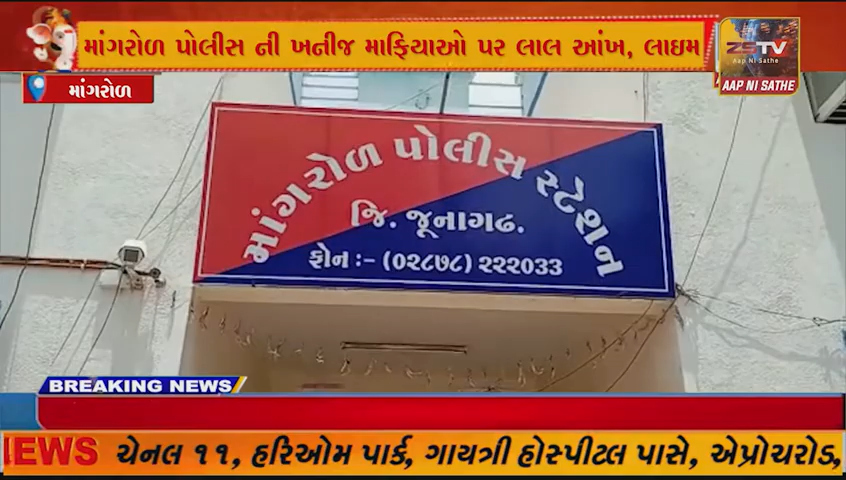 માંગરોળ પોલીસ ની ખનીજ માફિયાઓ પર લાલ આંખ, લાઇમ
ZSTV
Aap Ni Sathe
AAP NI SATHE
માંગરોળ
માંગરોળ પોલીસ સ્ટેશન
જિ. જૂનાગઢ.
ફોન :- (૦૨૮૭૮) ૨૨૨૦૩૩
BREAKING NEWS
NEWS ચેનલ ૧૧, હરિઓમ પાર્ક, ગાયત્રી હોસ્પીટલ પાસે, એપ્રોચરોડ,